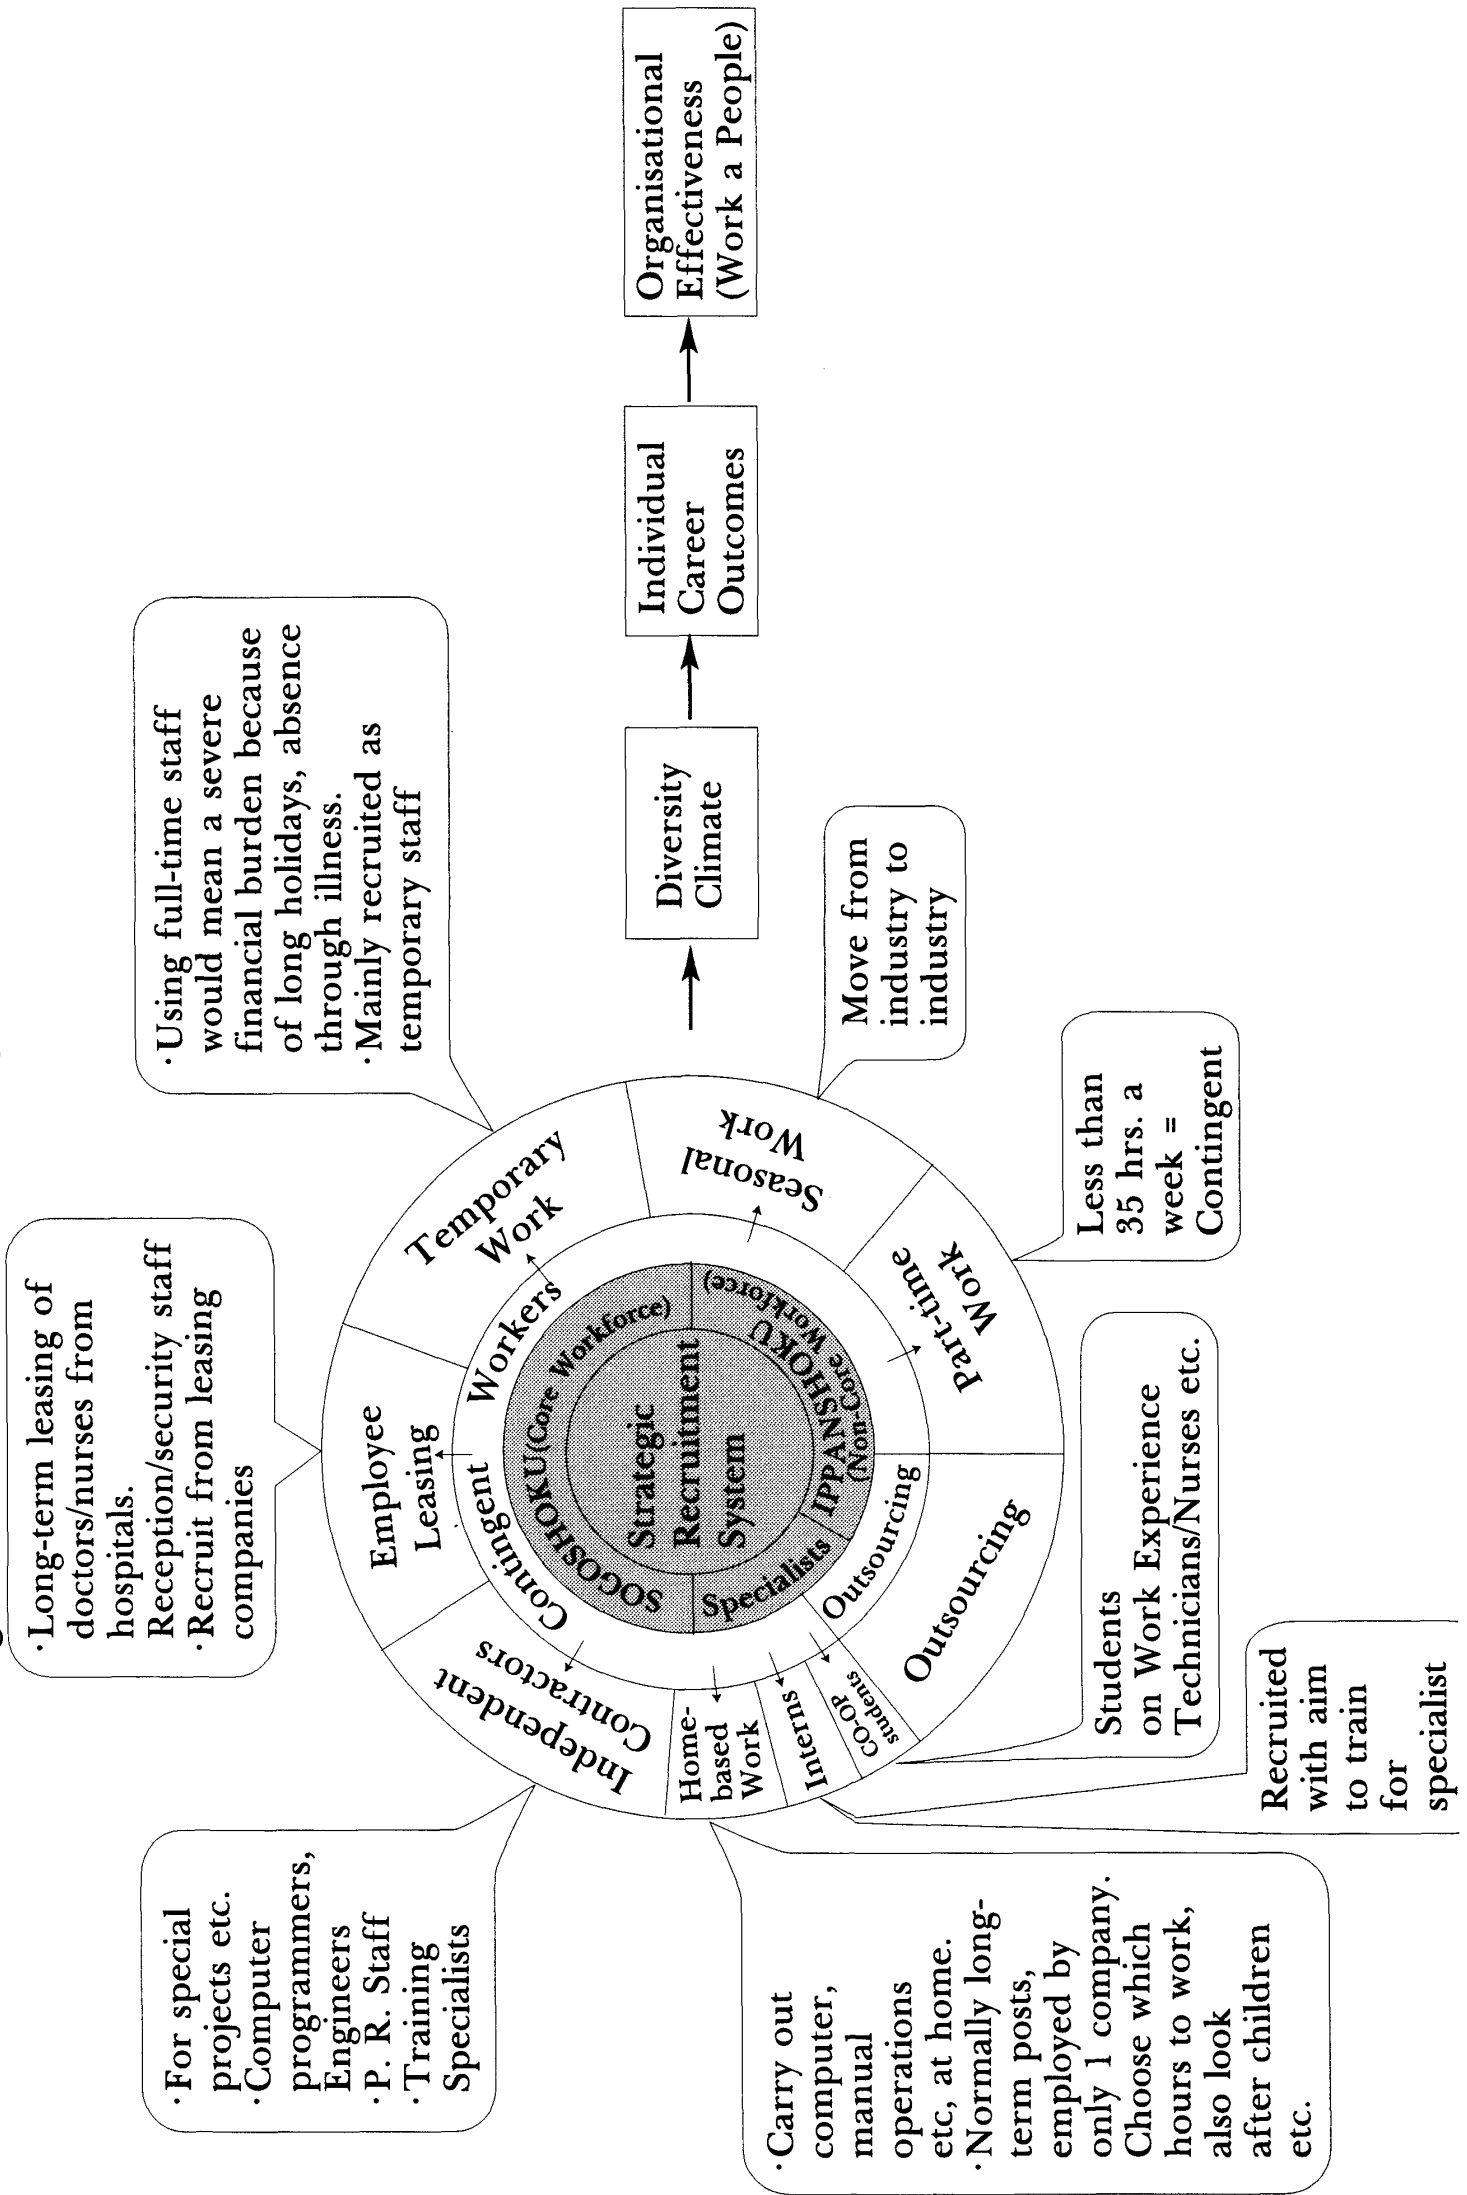 ·For special
projects etc.
·Computer
programmers,
Engineers
·P. R. Staff
·Training
Specialists
·Long-term leasing of
doctors/nurses from
hospitals.
Reception/security staff
·Recruit from leasing
companies
·Using full-time staff
would mean a severe
financial burden because
of long holidays, absence
through illness.
·Mainly recruited as
temporary staff
Independent
Contractors
Employee
Leasing
Temporary
Work
Seasonal
Work
Part-time
Work
Outsourcing
CO-OP
students
Interns
Home-
based
Work
Contingent
Workers
Outsourcing
SOGOSHOKU(Core Workforce)
IPPANSHOKU
(Non-Core Workforce)
Specialists
Strategic
Recruitment
System
Diversity
Climate
Individual
Career
Outcomes
Organisational
Effectiveness
(Work a People)
·Carry out
computer,
manual
operations
etc, at home.
·Normally long-
term posts,
employed by
only 1 company.
Choose which
hours to work,
also look
after children
etc.
Recruited
with aim
to train
for
specialist
Students
on Work Experience
Technicians/Nurses etc.
Less than
35 hrs. a
week =
Contingent
Move from
industry to
industry